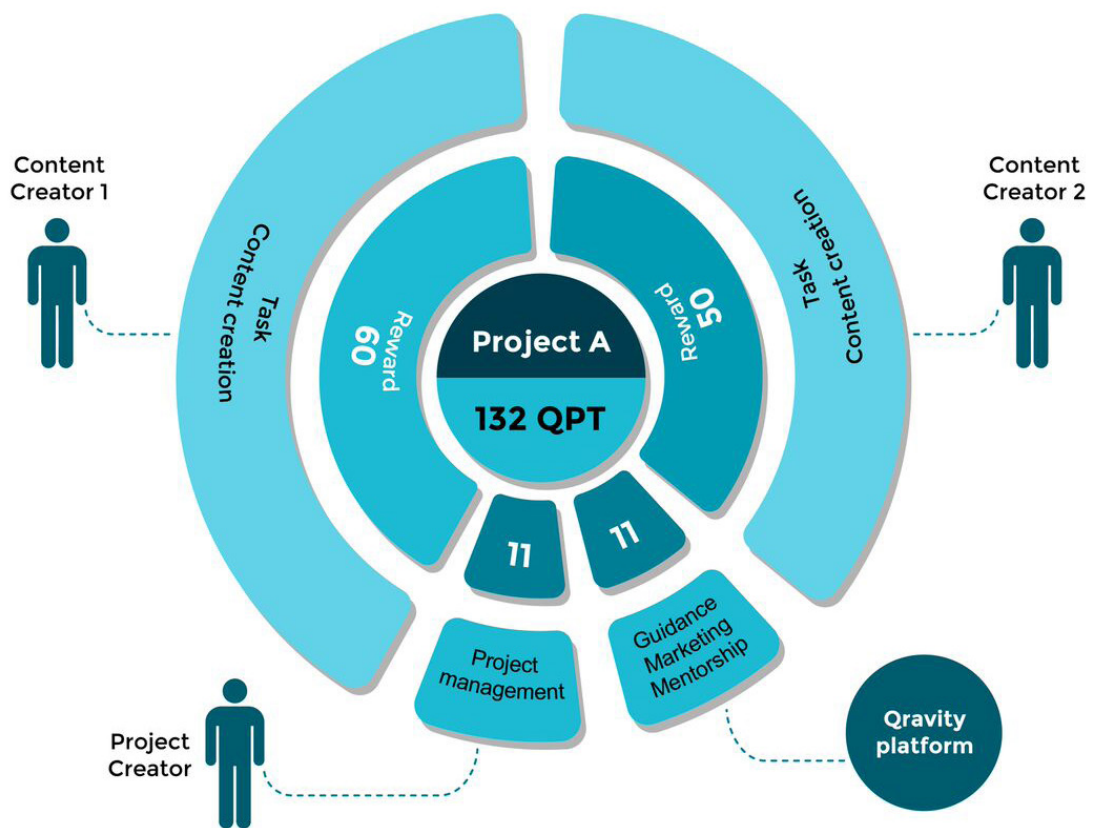 Content
Creator 1
Content
Creator 2
Task
Content creation
Task
Content creation
60
Reward
50
Reward
Project A
132 QPT
11
11
Project
management
Guidance
Marketing
Mentorship
Project
Creator
Qravity
platform